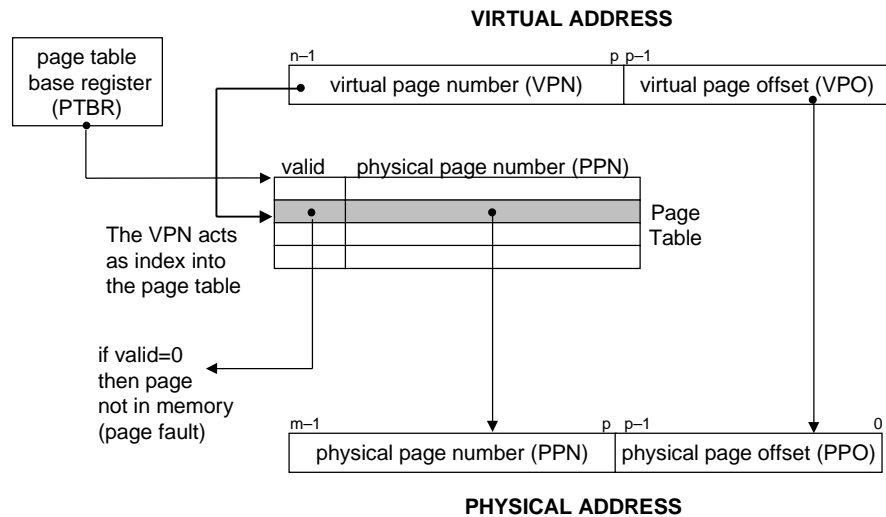 VIRTUAL ADDRESS
page table
base register
(PTBR)
n–1
p p–1
virtual page number (VPN)
virtual page offset (VPO)
valid
physical page number (PPN)
Page
Table
The VPN acts
as index into
the page table
if valid=0
then page
not in memory
(page fault)
m–1
p p–1
0
physical page number (PPN)
physical page offset (PPO)
PHYSICAL ADDRESS